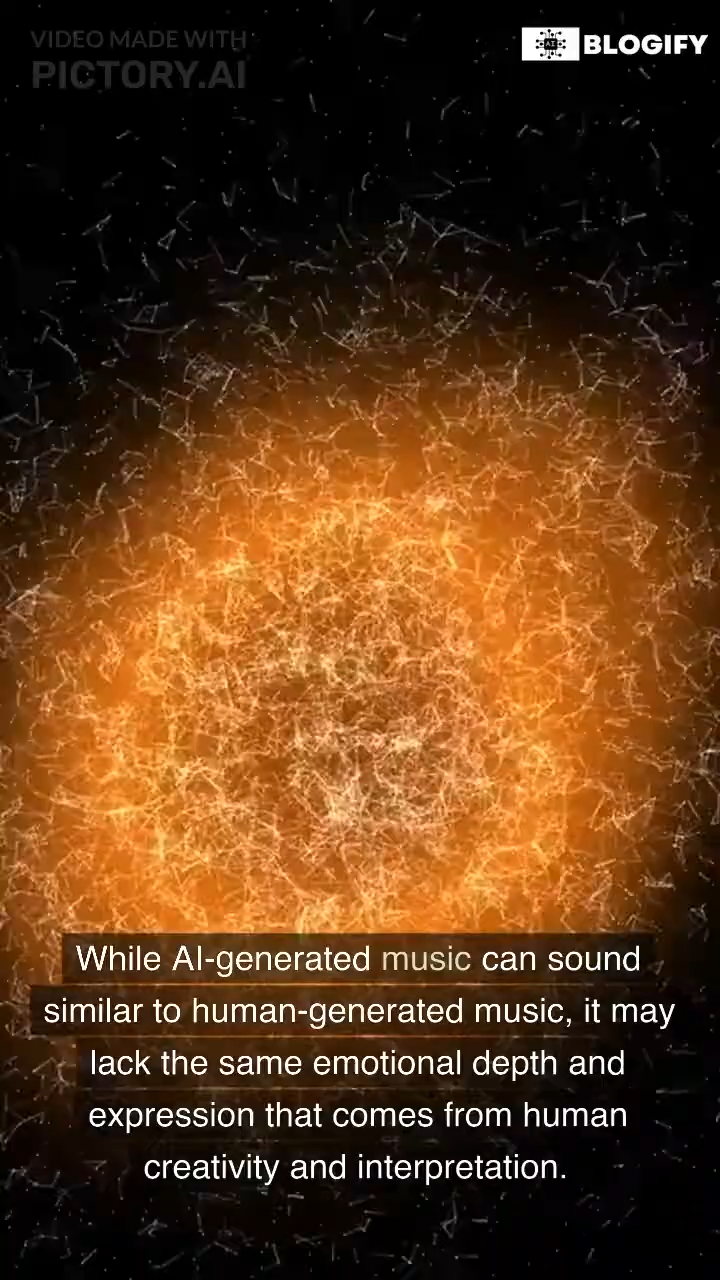 VIDEO MADE WITH
PICTORY.AI
AI BLOGIFY
While AI-generated music can sound
similar to human-generated music, it may
lack the same emotional depth and
expression that comes from human
creativity and interpretation.